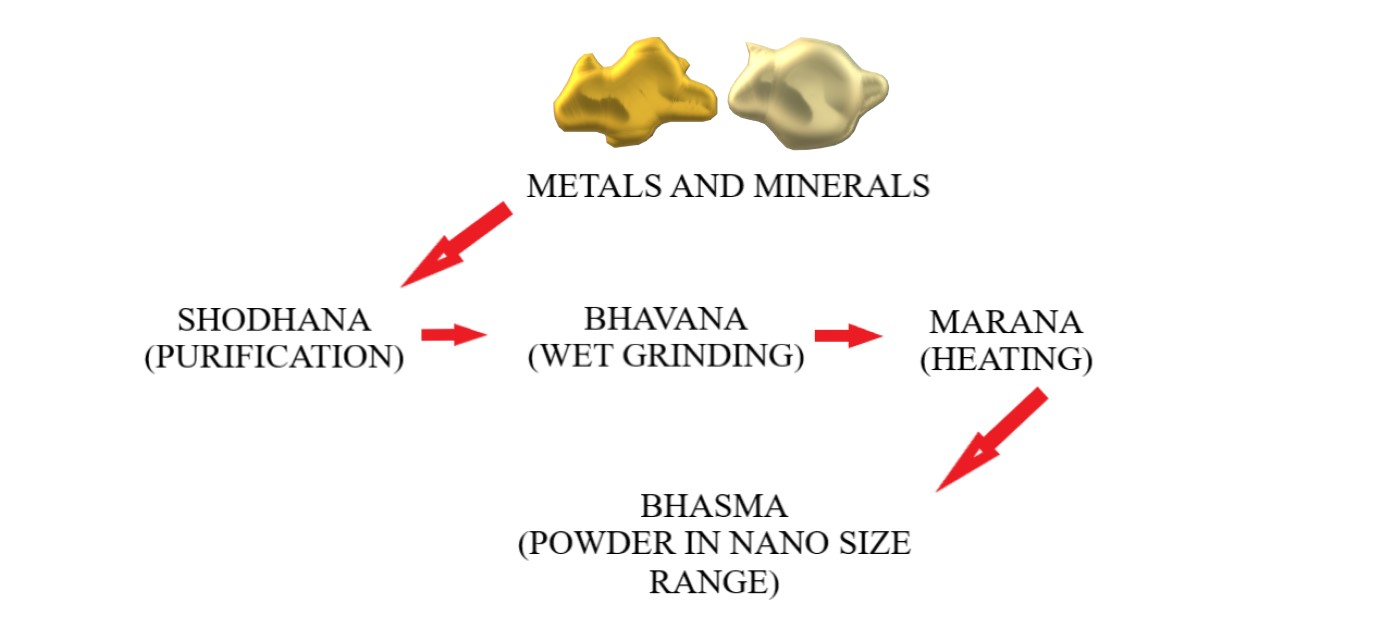 METALS AND MINERALS
SHODHANA
(PURIFICATION)
BHAVANA
(WET GRINDING)
MARANA
(HEATING)
BHASMA
(POWDER IN NANO SIZE
RANGE)